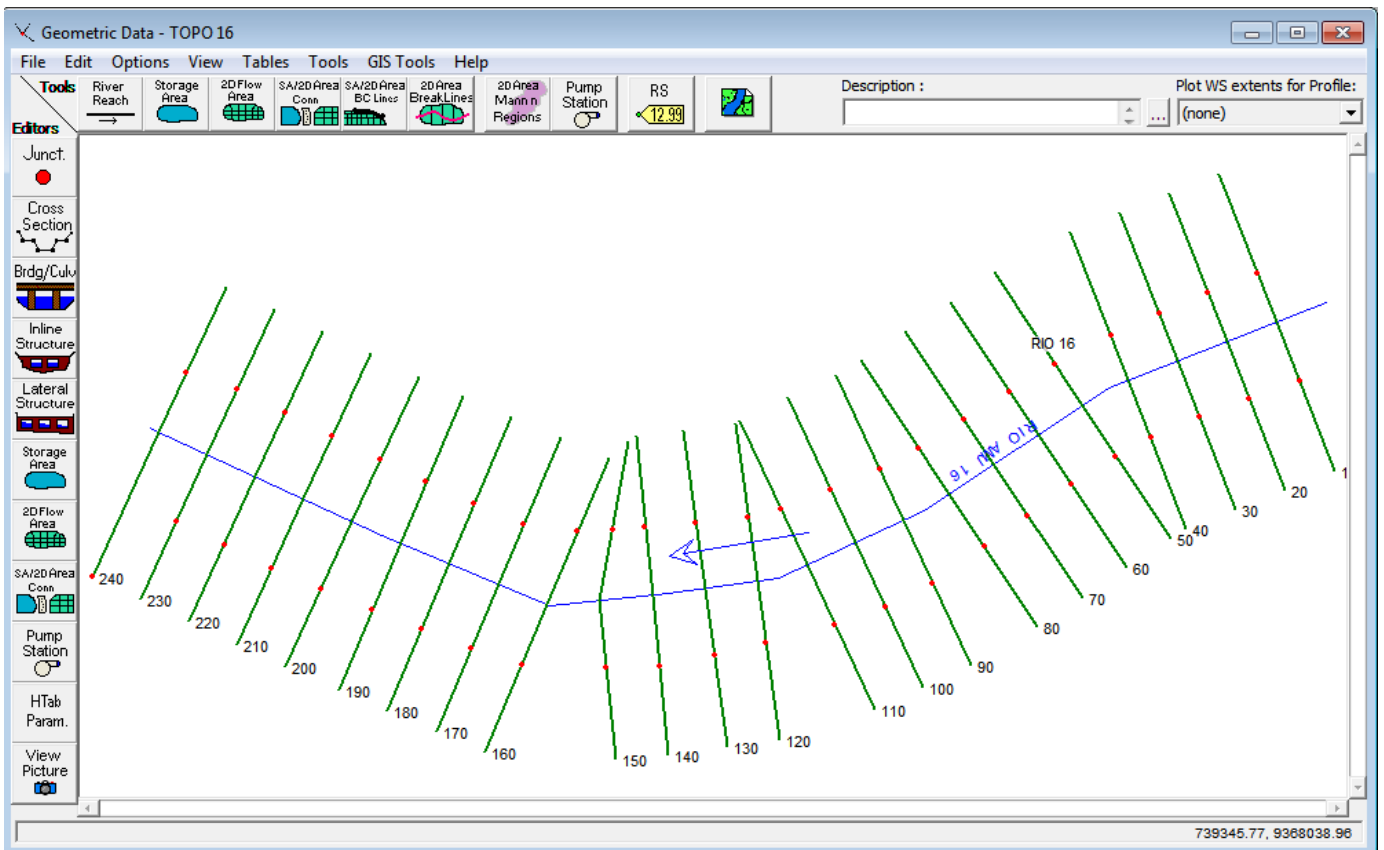 Geometric Data - TOPO 16
File Edit Options View Tables Tools GIS Tools Help
Tools
Editors
River Reach
Storage Area
2D Flow Area
SA/2D Area Conn
SA/2D Area BC Lines
2D Area BreakLines
2D Area Mann n Regions
Pump Station
RS
12.99
Description :
Plot WS extents for Profile:
...
(none)
Junct.
Cross Section
Brdg/Culv
Inline Structure
Lateral Structure
Storage Area
2D Flow Area
SA/2D Area Conn
Pump Station
HTab Param.
View Picture
RIO 16
RIO AMU 16
240
230
220
210
200
190
180
170
160
150
140
130
120
110
100
90
80
70
60
50
40
30
20
1
739345.77, 9368038.96